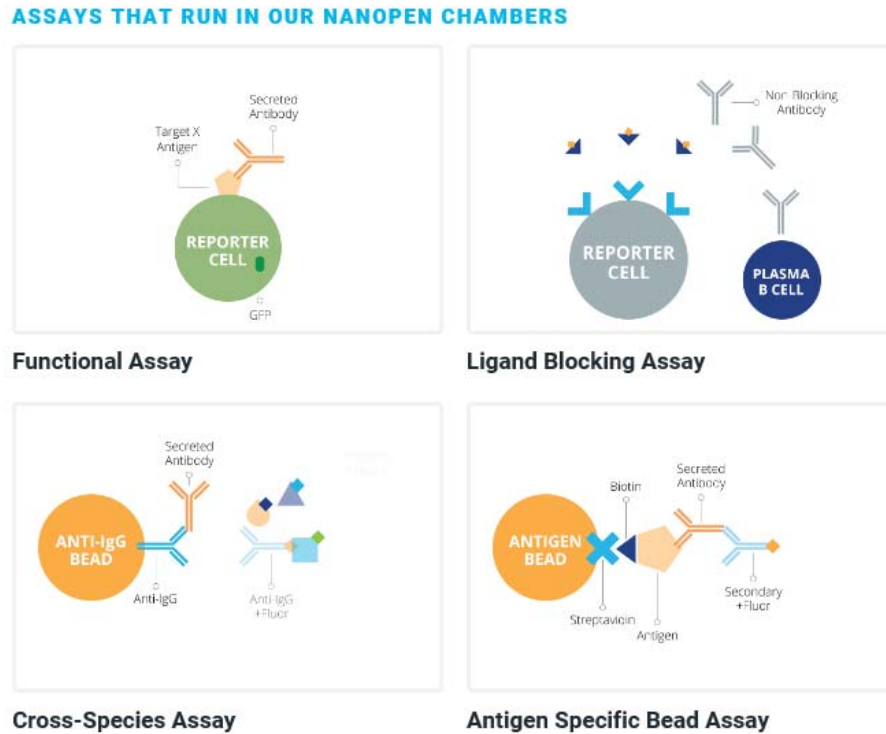 ASSAYS THAT RUN IN OUR NANOPEN CHAMBERS
Secreted
Antibody
Target X
Antigen
REPORTER
CELL
GFP
Functional Assay
Non Blocking
Antibody
REPORTER
CELL
PLASMA
B CELL
Ligand Blocking Assay
Secreted
Antibody
ANTI-IgG
BEAD
Anti-IgG
Anti-IgG
+Fluor
Cross-Species Assay
Biotin
Secreted
Antibody
ANTIGEN
BEAD
Streptavidin
Antigen
Secondary
+Fluor
Antigen Specific Bead Assay